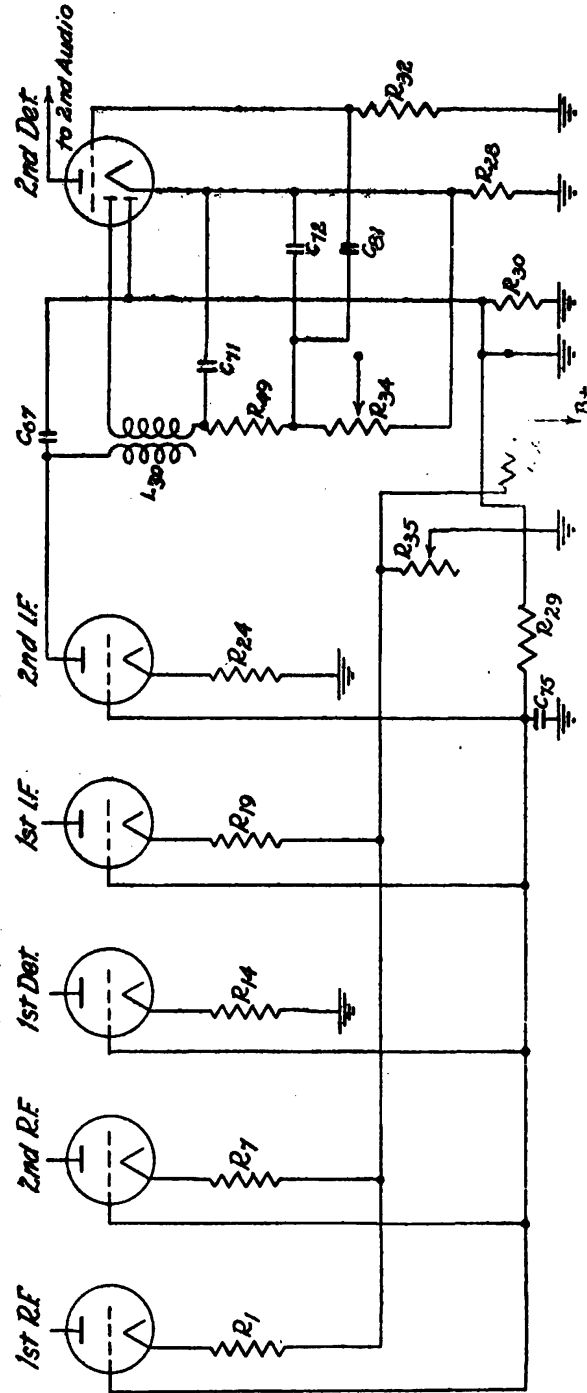 1st R.F.
2nd R.F.
1st Det.
1st I.F.
2nd I.F.
2nd Det.
to 2nd Audio
R1
R7
R14
R19
R24
C67
L30
C71
R49
C72
C81
R34
R32
R28
R30
R35
R29
C75
B+